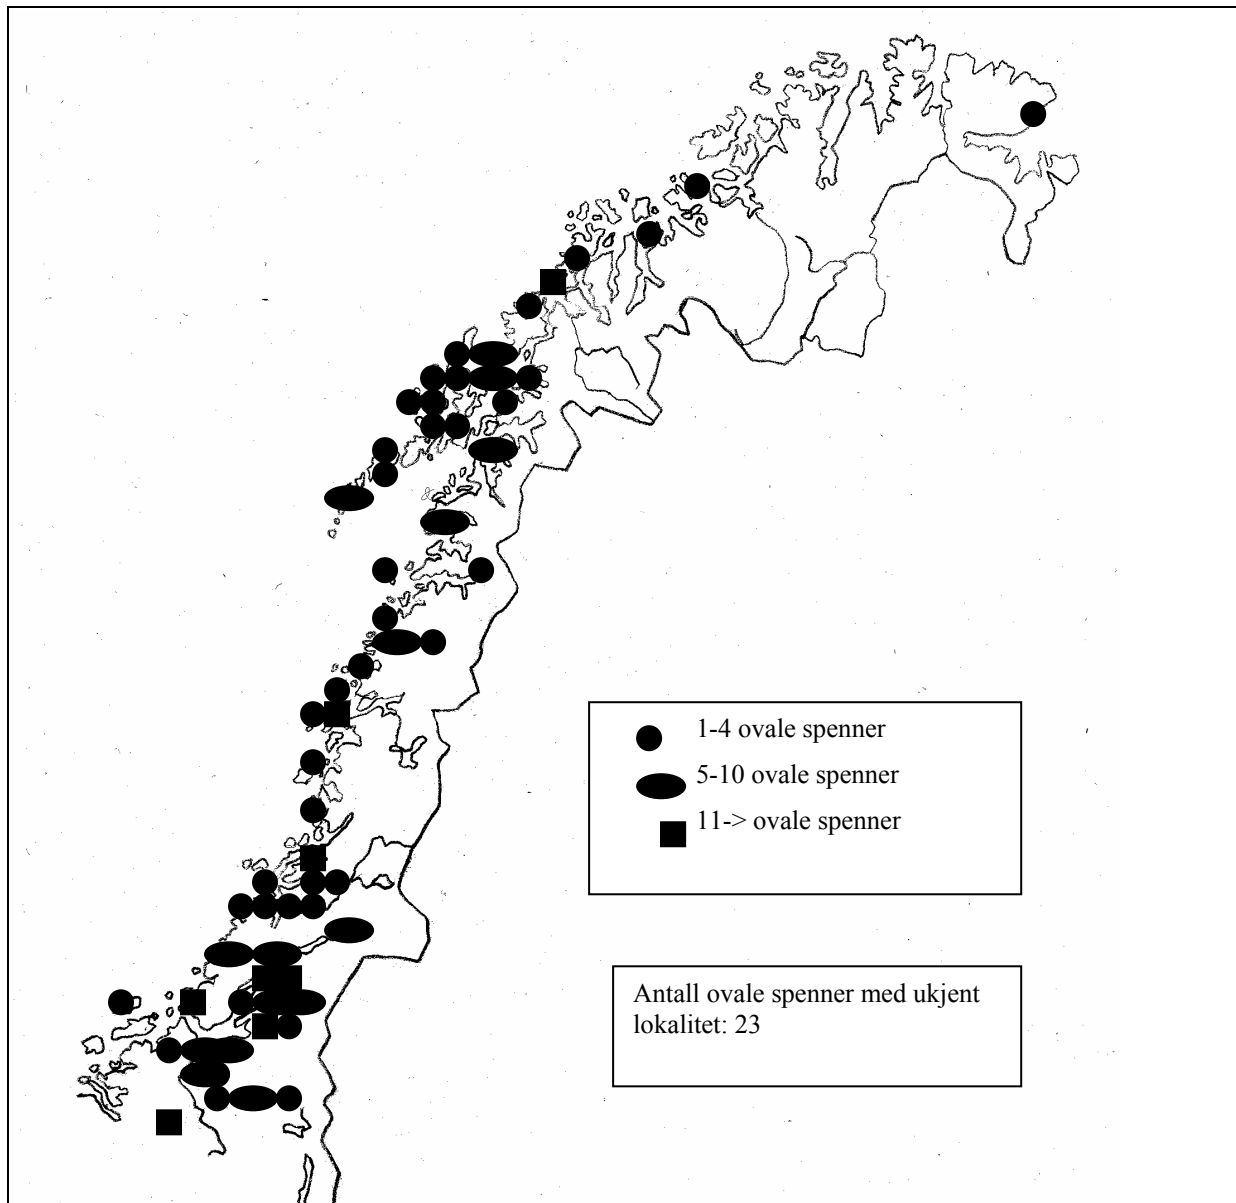 1-4 ovale spenner
5-10 ovale spenner
11-> ovale spenner
Antall ovale spenner med ukjent
lokalitet: 23